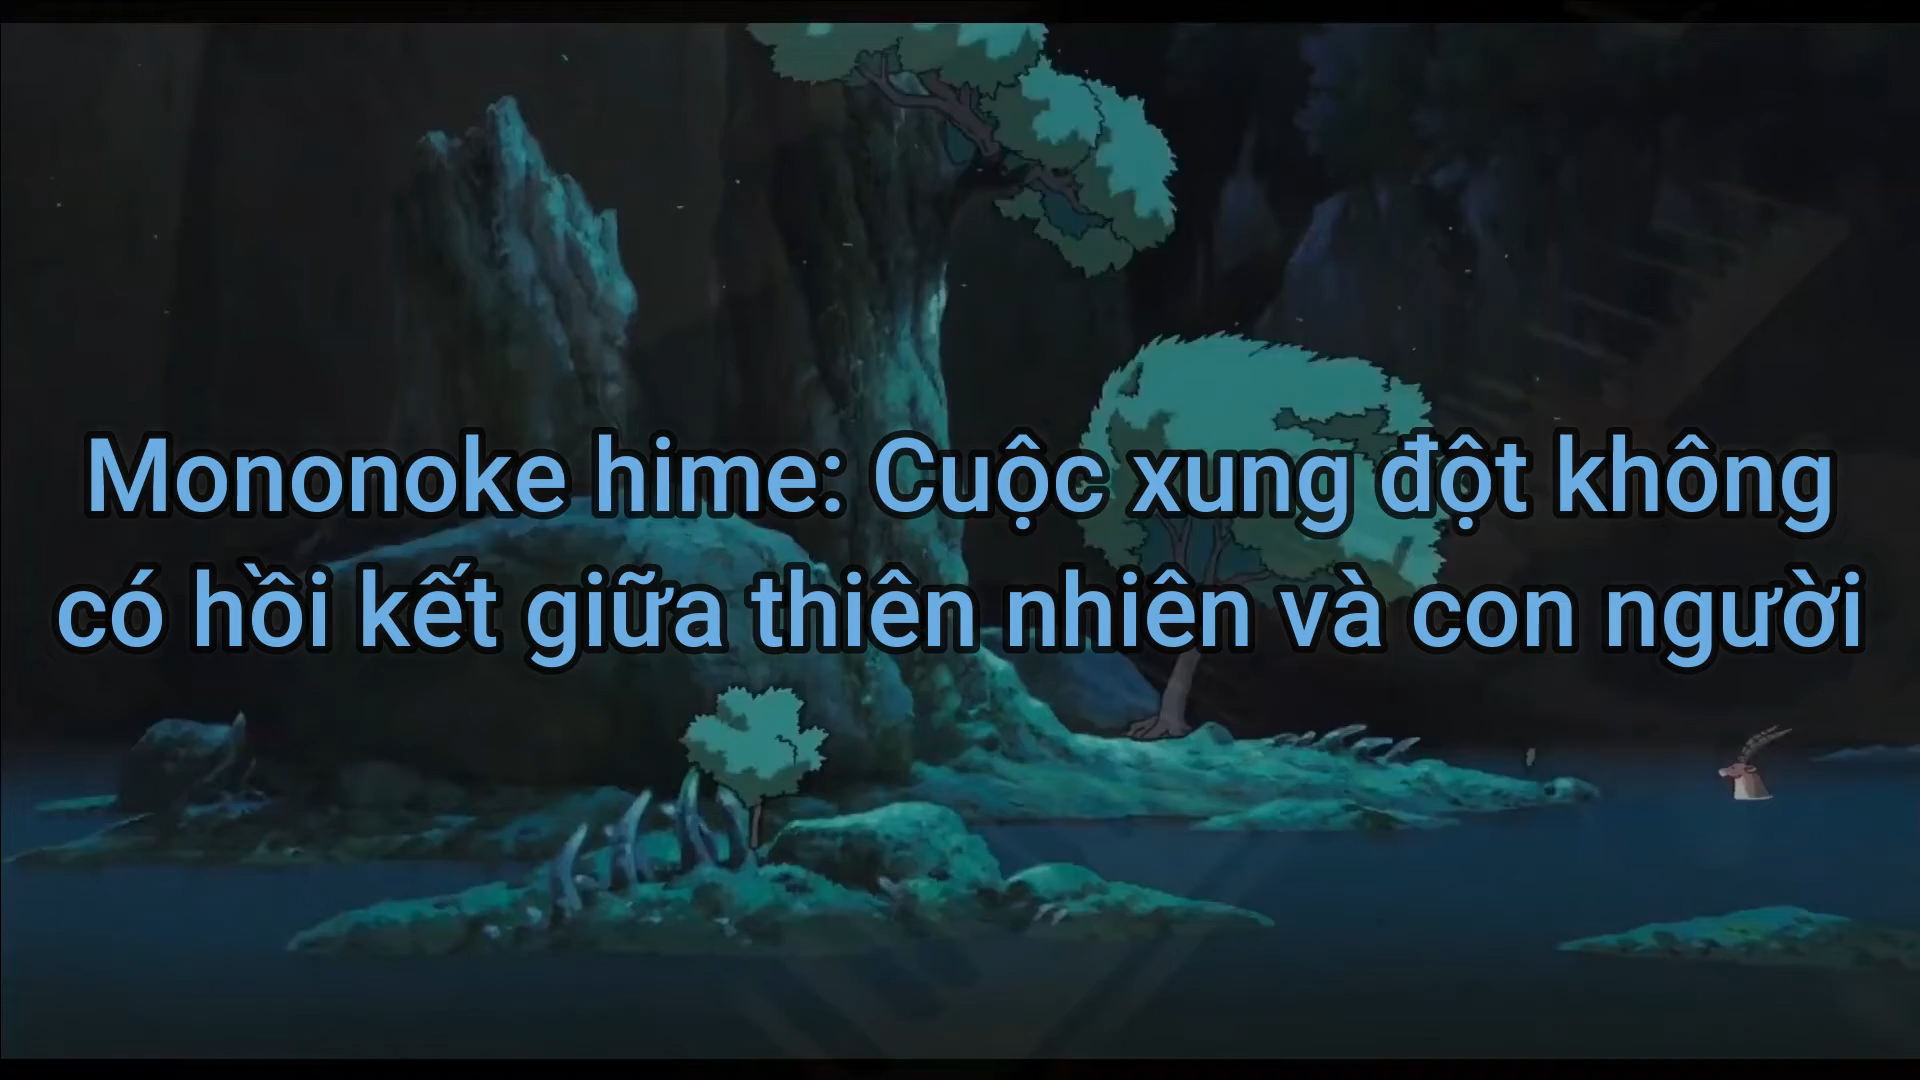 Mononoke hime: Cuộc xung đột không
có hồi kết giữa thiên nhiên và con người